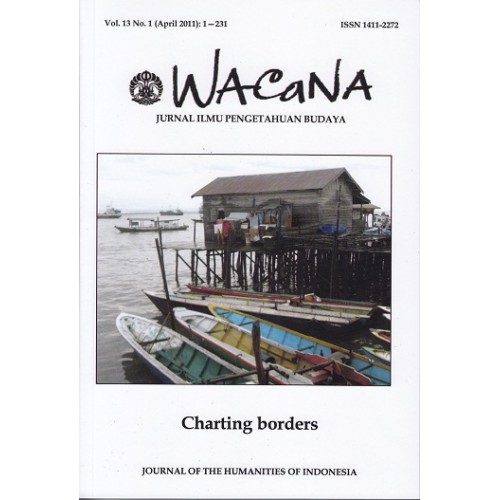 Vol. 13 No. 1 (April 2011): 1—231
ISSN 1411-2272
WACaNA
JURNAL ILMU PENGETAHUAN BUDAYA
Charting borders
JOURNAL OF THE HUMANITIES OF INDONESIA